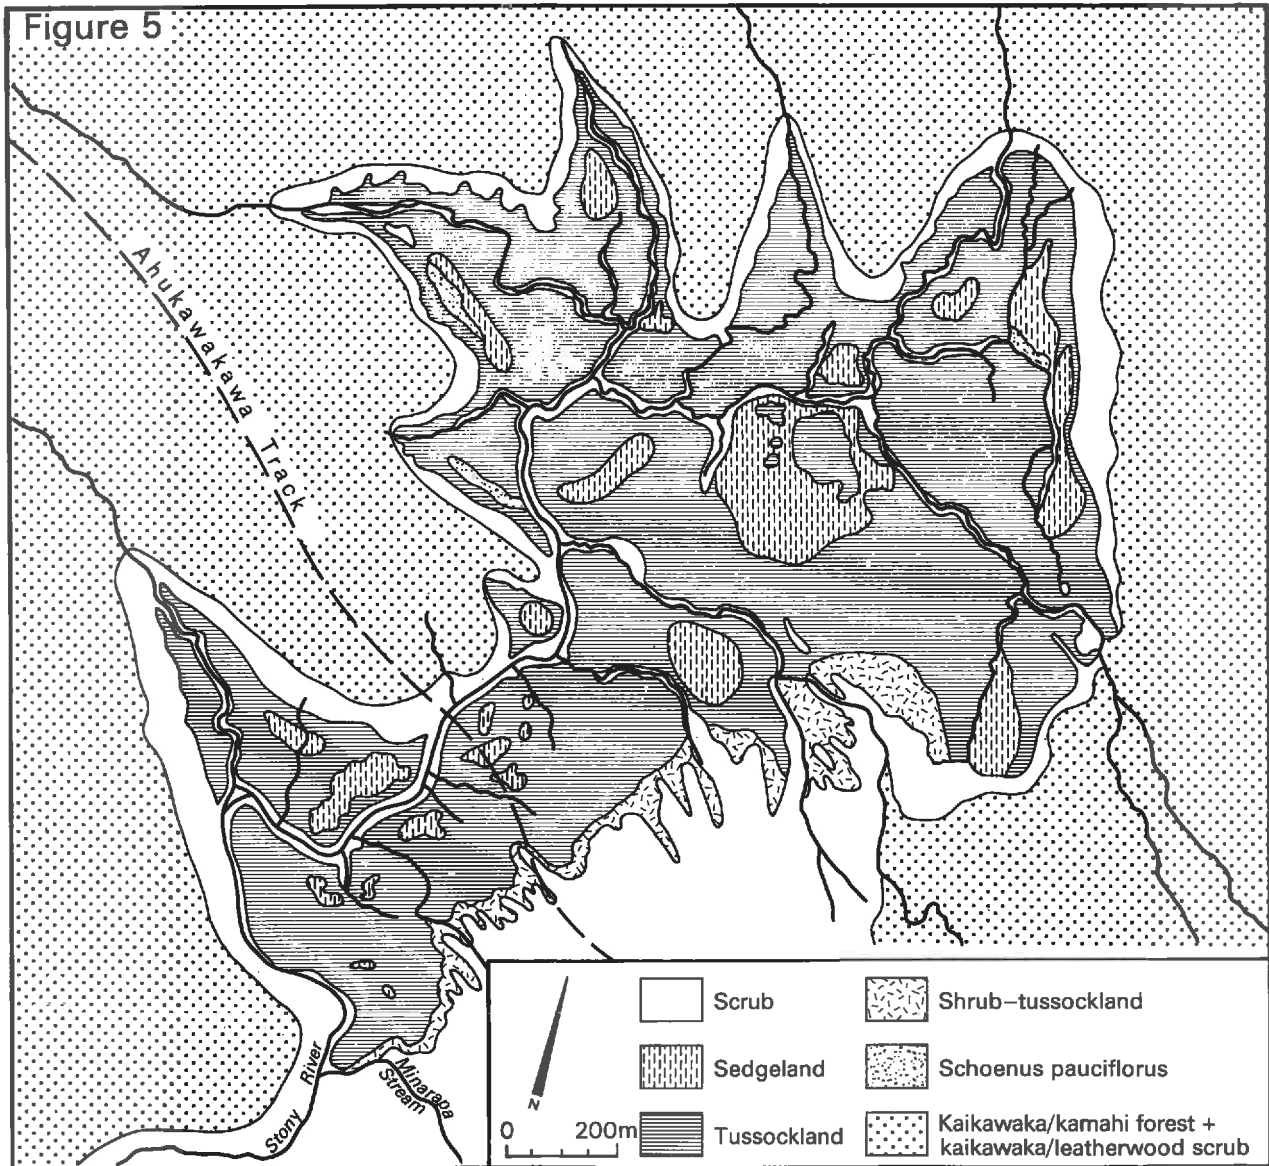 Figure 5
Ahukawakawa Track
Stony River
Minarapa
Stream
N
0 200m
Scrub
Sedgeland
Tussockland
Shrub–tussockland
Schoenus pauciflorus
Kaikawaka/kamahi forest +
kaikawaka/leatherwood scrub